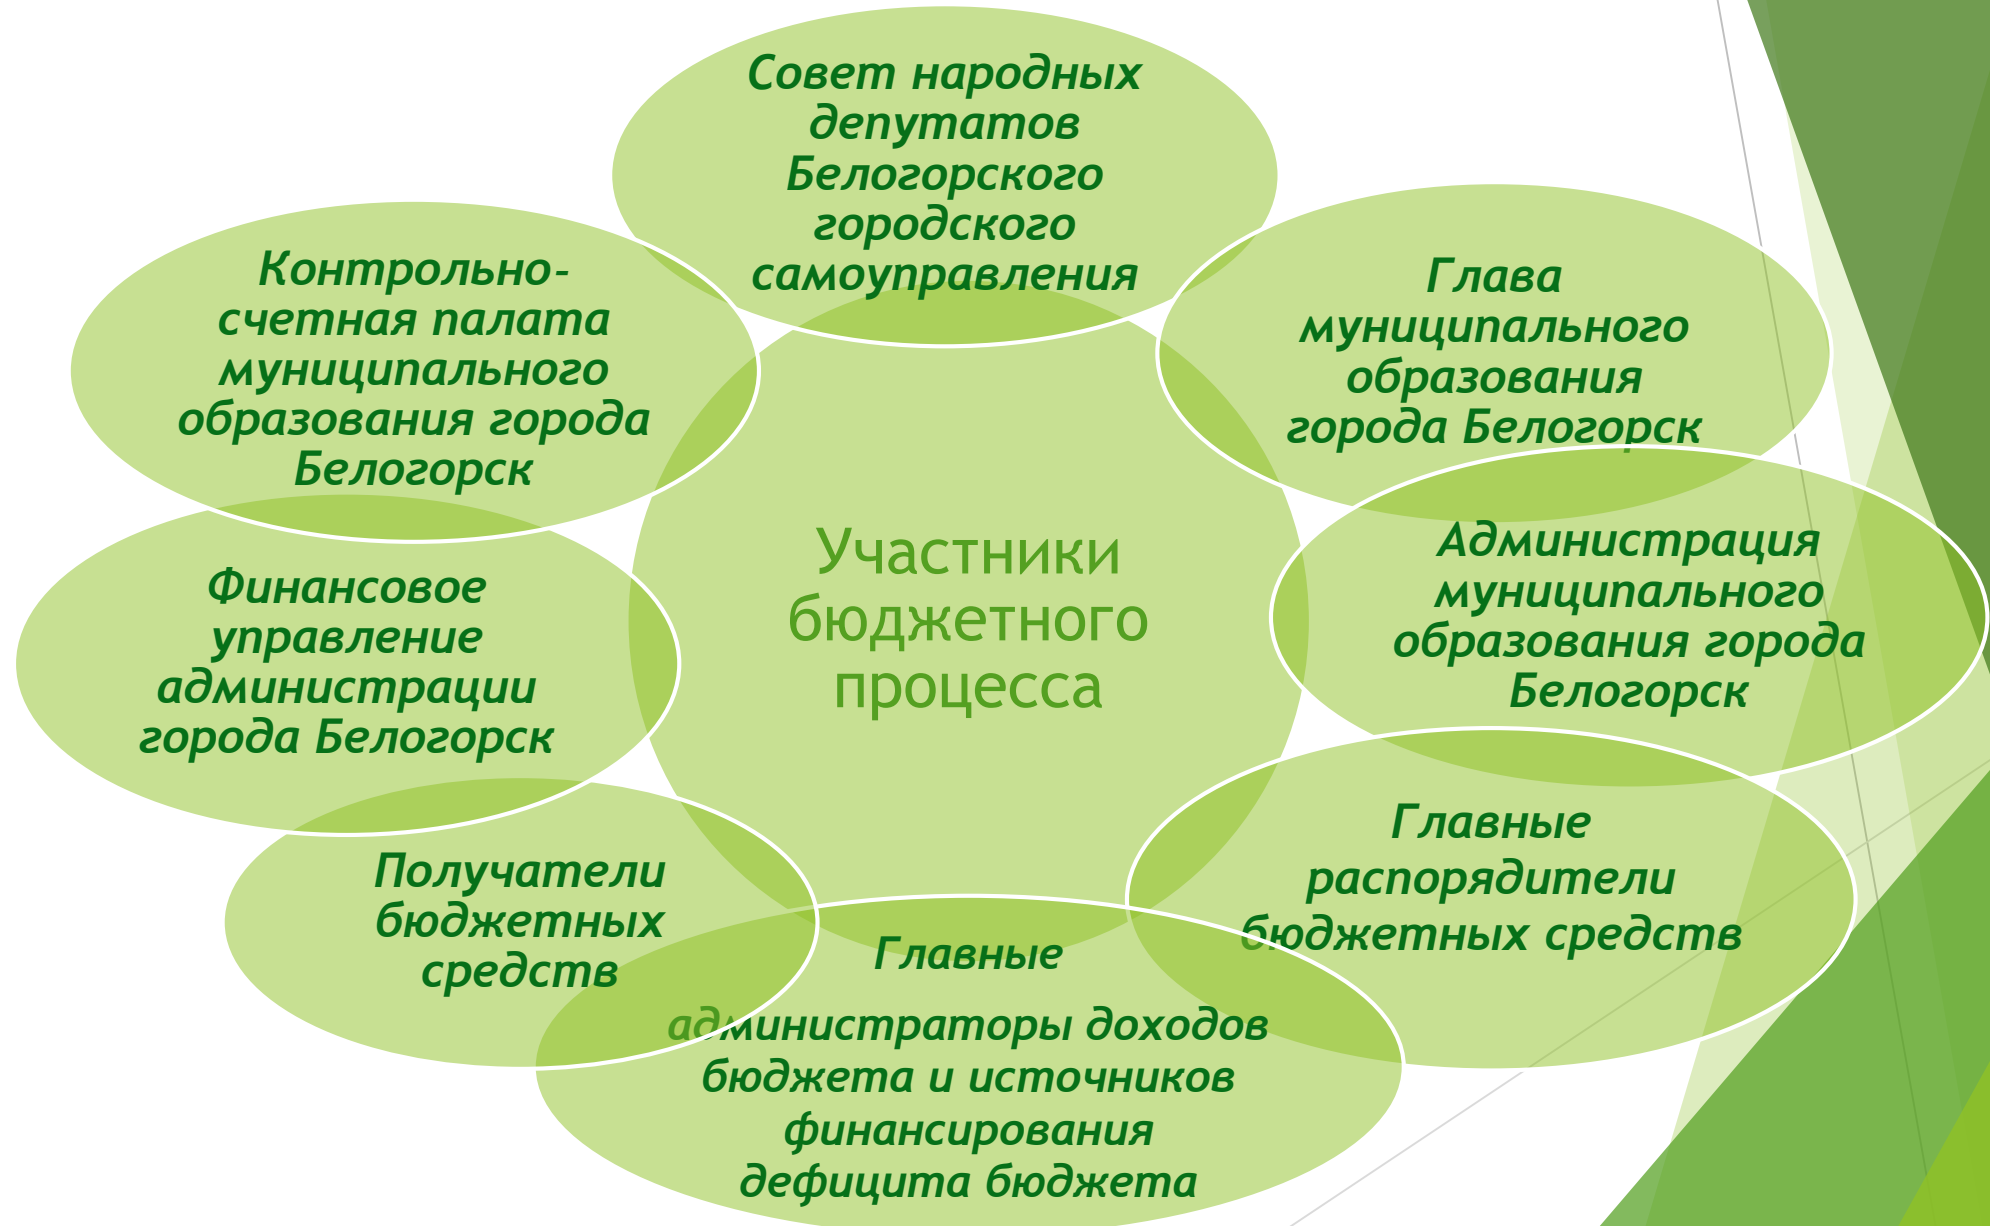 Совет народных
депутатов
Белогорского
городского
самоуправления
Глава
муниципального
образования
города Белогорск
Администрация
муниципального
образования города
Белогорск
Главные
распорядители
бюджетных средств
Главные
администраторы доходов
бюджета и источников
финансирования
дефицита бюджета
Получатели
бюджетных
средств
Финансовое
управление
администрации
города Белогорск
Контрольно-
счетная палата
муниципального
образования города
Белогорск
Участники
бюджетного
процесса